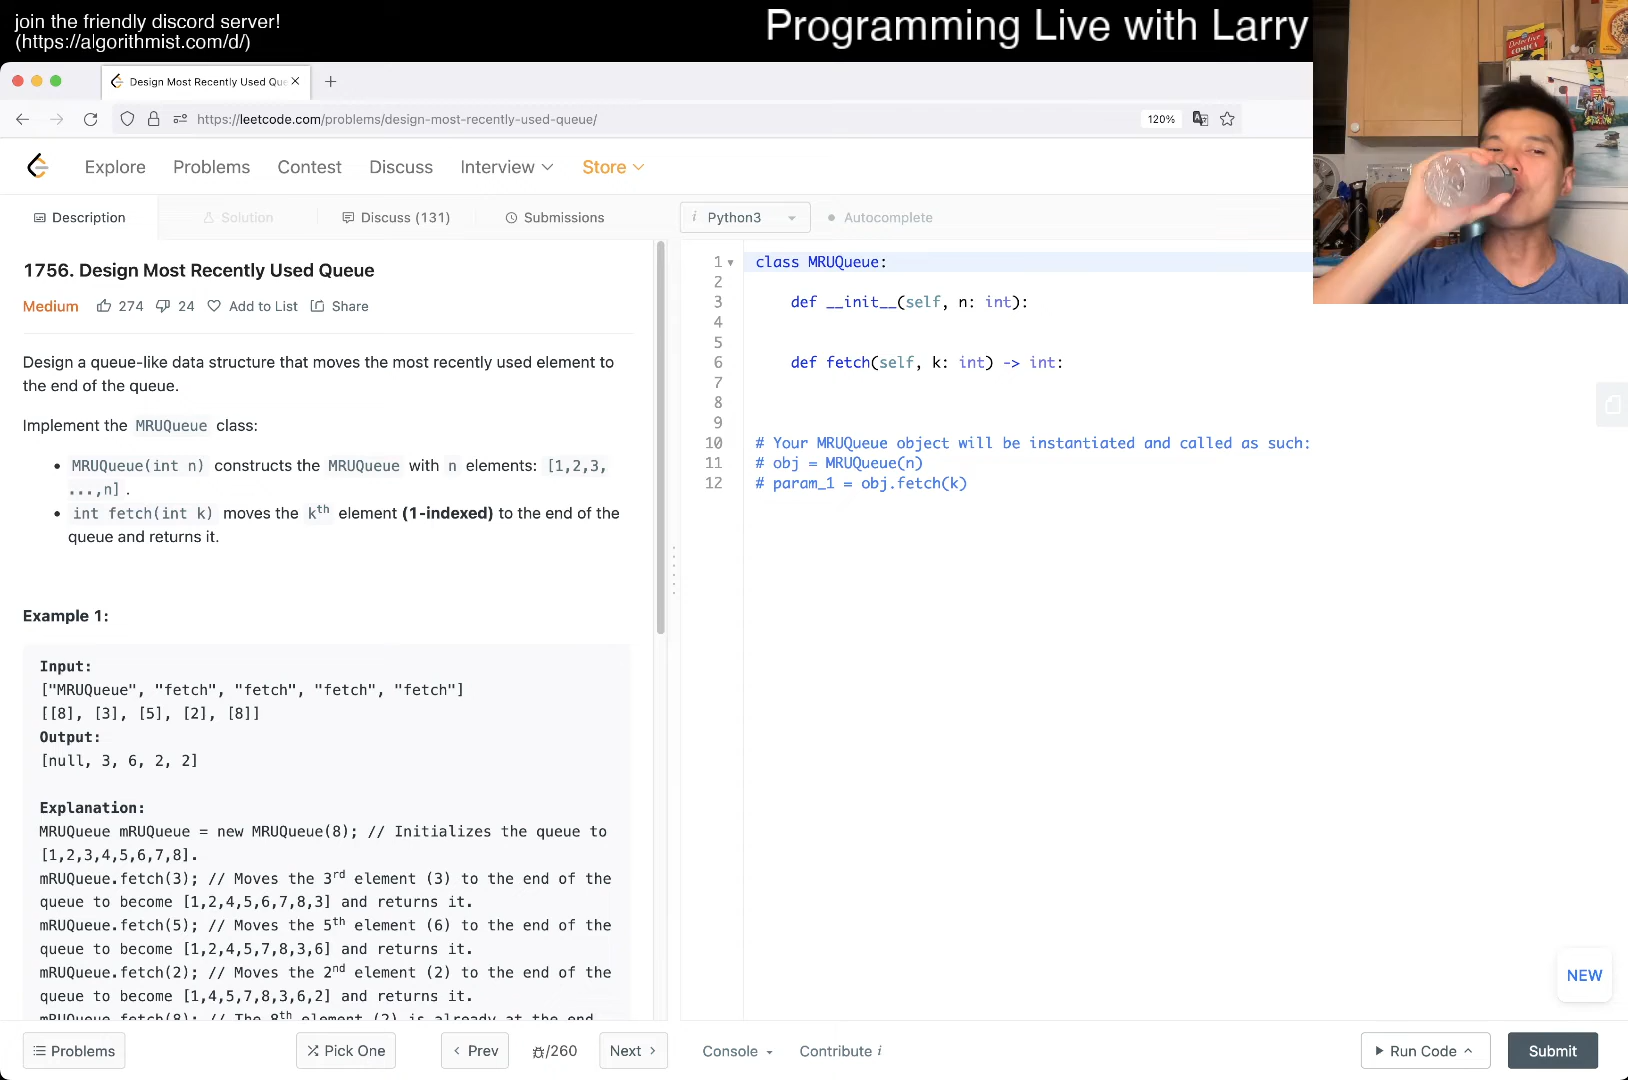 join the friendly discord server!
(https://algorithmist.com/d/)
Programming Live with Larry
Design Most Recently Used Que
https://leetcode.com/problems/design-most-recently-used-queue/
120%
Explore
Problems
Contest
Discuss
Interview
Store
Description
Solution
Discuss (131)
Submissions
i Python3
Autocomplete
1756. Design Most Recently Used Queue
Medium 274 24 Add to List Share
Design a queue-like data structure that moves the most recently used element to
the end of the queue.
Implement the MRUQueue class:
• MRUQueue(int n) constructs the MRUQueue with n elements: [1,2,3,
...,n].
• int fetch(int k) moves the kth element (1-indexed) to the end of the
queue and returns it.
Example 1:
Input:
["MRUQueue", "fetch", "fetch", "fetch", "fetch"]
[[8], [3], [5], [2], [8]]
Output:
[null, 3, 6, 2, 2]
Explanation:
MRUQueue mRUQueue = new MRUQueue(8); // Initializes the queue to
[1,2,3,4,5,6,7,8].
mRUQueue.fetch(3); // Moves the 3rd element (3) to the end of the
queue to become [1,2,4,5,6,7,8,3] and returns it.
mRUQueue.fetch(5); // Moves the 5th element (6) to the end of the
queue to become [1,2,4,5,7,8,3,6] and returns it.
mRUQueue.fetch(2); // Moves the 2nd element (2) to the end of the
queue to become [1,4,5,7,8,3,6,2] and returns it.
mRUQueue.fetch(8); // The 8th element (2) is already at the end
1 class MRUQueue:
2
3 def __init__(self, n: int):
4
5
6 def fetch(self, k: int) -> int:
7
8
9
10 # Your MRUQueue object will be instantiated and called as such:
11 # obj = MRUQueue(n)
12 # param_1 = obj.fetch(k)
DETECTIVE
COMICS
NEW
Problems
Pick One
Prev
/260
Next
Console
Contribute i
Run Code
Submit